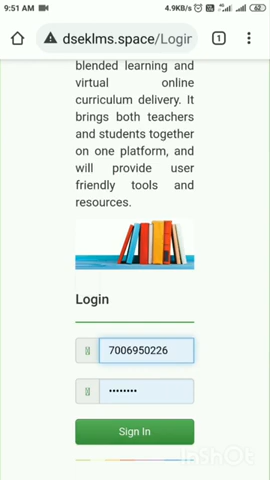 9:51 AM
4.9KB/s
62
dseklms.space/Logir
1
blended learning and
virtual online
curriculum delivery. It
brings both teachers
and students together
on one platform, and
will provide user
friendly tools and
resources.
Login
7006950226
••••••••
Sign In
InShOt